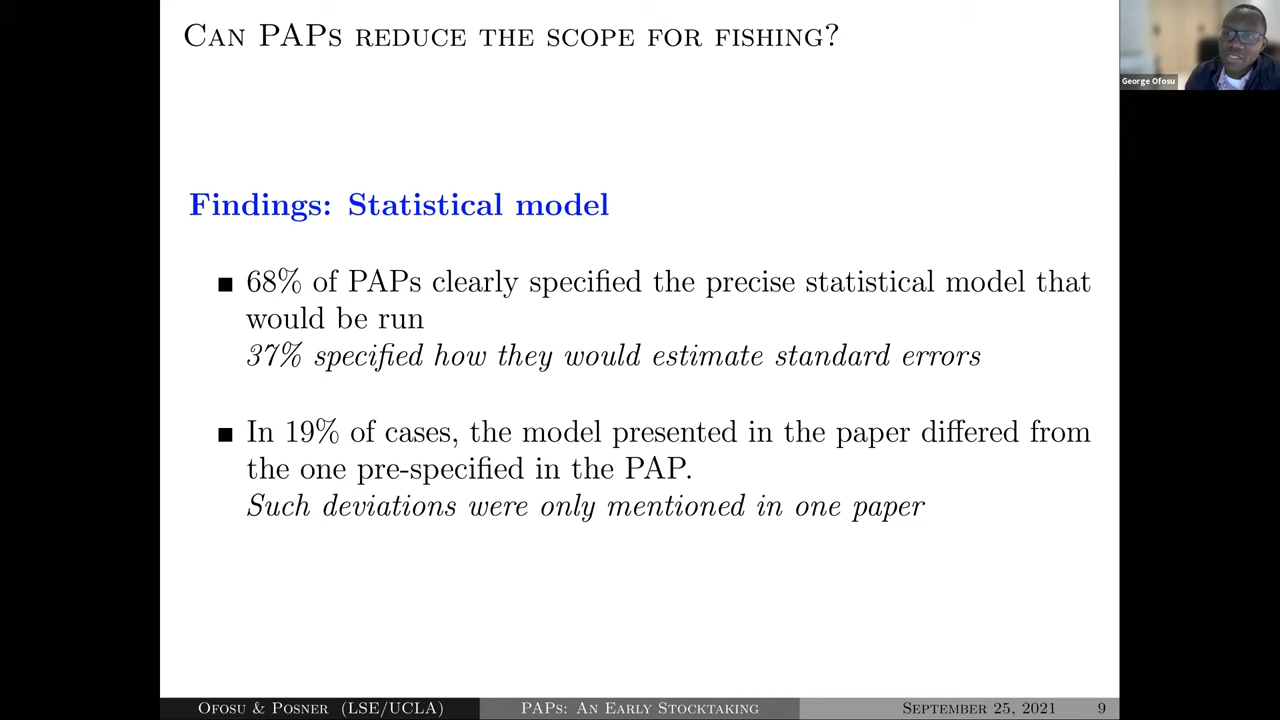 CAN PAPS REDUCE THE SCOPE FOR FISHING?
George Ofosu
Findings: Statistical model
68% of PAPs clearly specified the precise statistical model that
would be run
37% specified how they would estimate standard errors
In 19% of cases, the model presented in the paper differed from
the one pre-specified in the PAP.
Such deviations were only mentioned in one paper
OFOSU & POSNER (LSE/UCLA)
PAPS: AN EARLY STOCKTAKING
SEPTEMBER 25, 2021
9